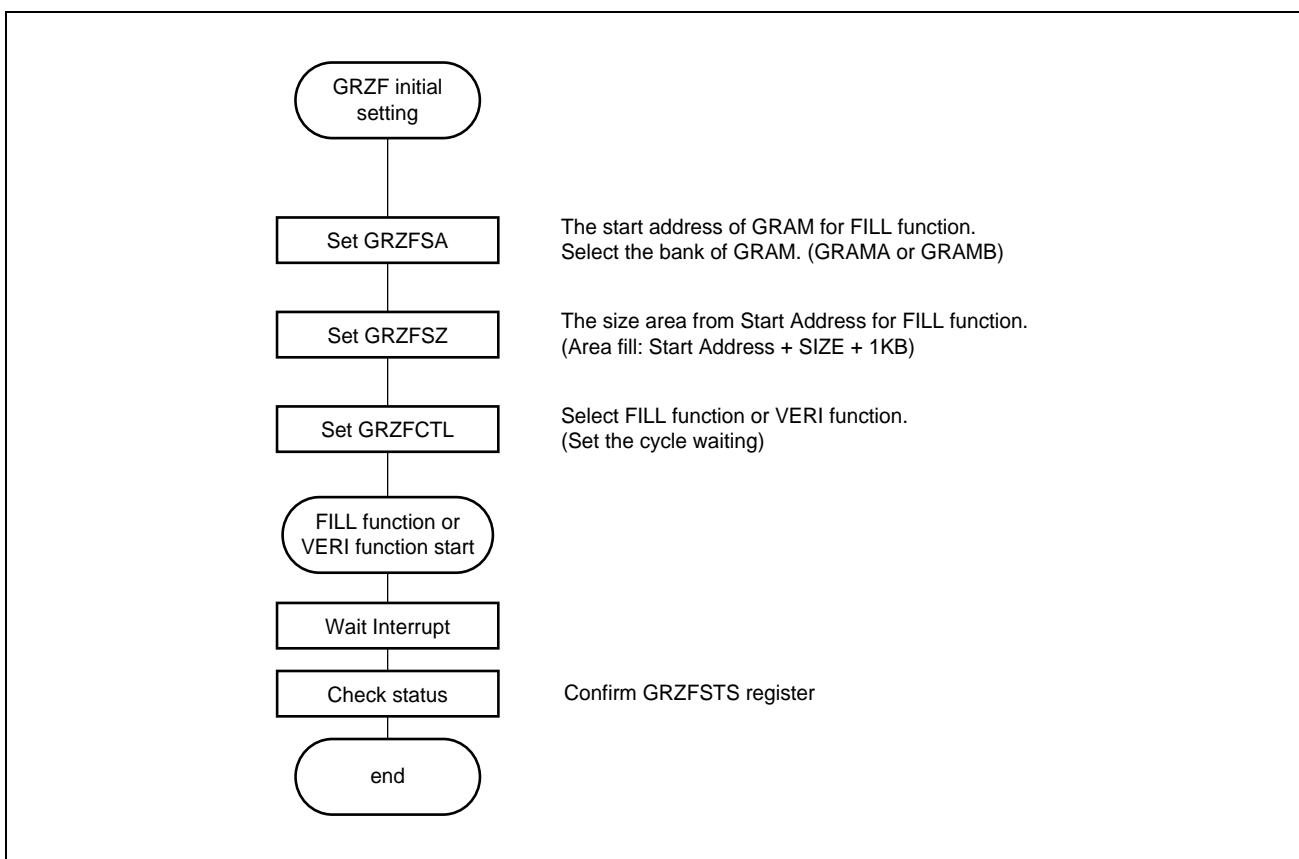 GRZF initial
setting
Set GRZFSA
The start address of GRAM for FILL function.
Select the bank of GRAM. (GRAMA or GRAMB)
Set GRZFSZ
The size area from Start Address for FILL function.
(Area fill: Start Address + SIZE + 1KB)
Set GRZFCTL
Select FILL function or VERI function.
(Set the cycle waiting)
FILL function or
VERI function start
Wait Interrupt
Check status
Confirm GRZFSTS register
end